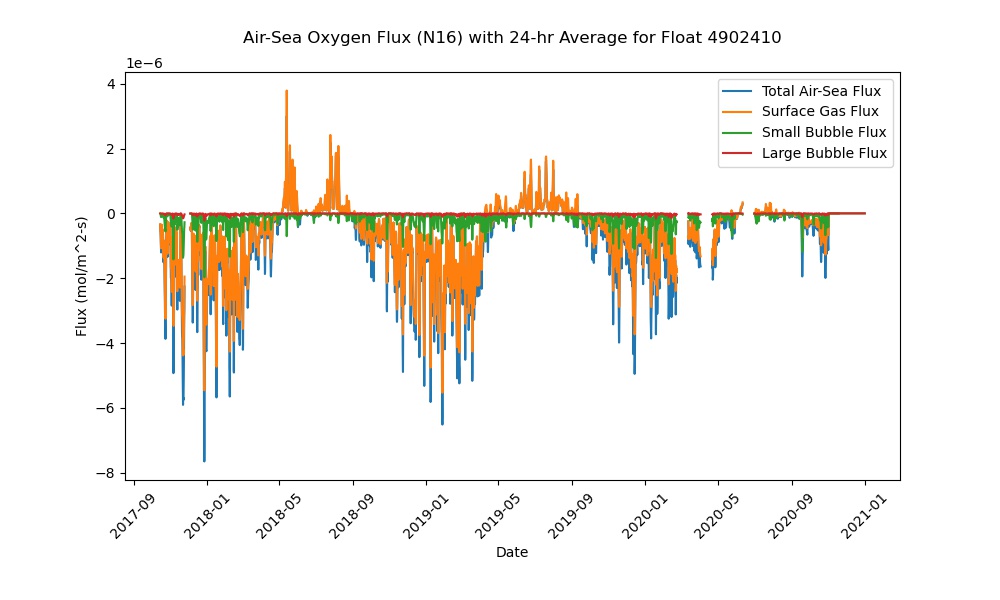 Air-Sea Oxygen Flux (N16) with 24-hr Average for Float 4902410
1e−6
4
2
0
−2
−4
−6
−8
Flux (mol/m^2-s)
Total Air-Sea Flux
Surface Gas Flux
Small Bubble Flux
Large Bubble Flux
2017-09
2018-01
2018-05
2018-09
2019-01
2019-05
2019-09
2020-01
2020-05
2020-09
2021-01
Date